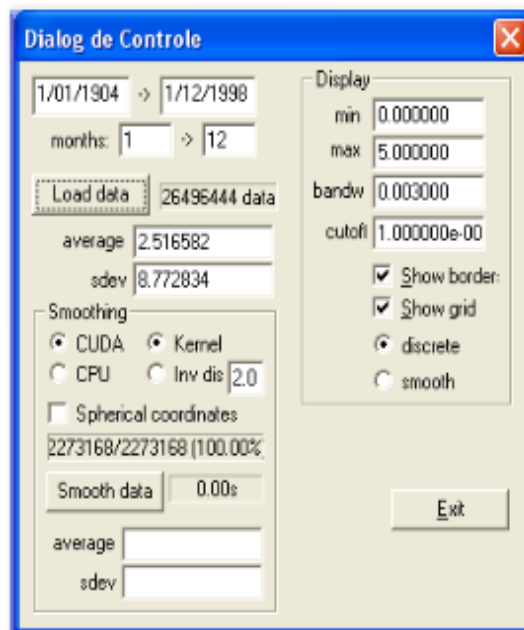 Dialog de Controle
1/01/1904 -> 1/12/1998
months: 1 -> 12
Load data 26496444 data
average 2.516582
sdev 8.772834
Smoothing
CUDA Kernel
CPU Inv dis 2.0
Spherical coordinates
2273168/2273168 (100.00%
Smooth data 0.00s
average
sdev
Display
min 0.000000
max 5.000000
bandw 0.003000
cutofl 1.000000e-00
Show border:
Show grid
discrete
smooth
Exit